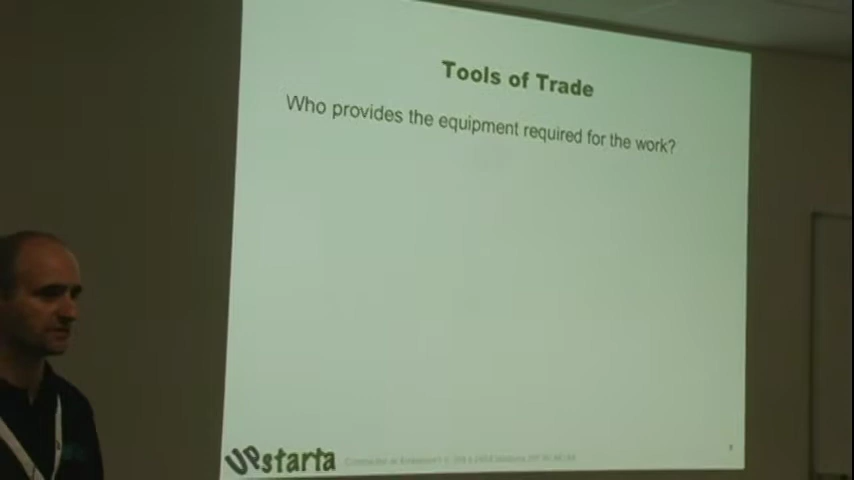 Tools of Trade
Who provides the equipment required for the work?
UPstarta